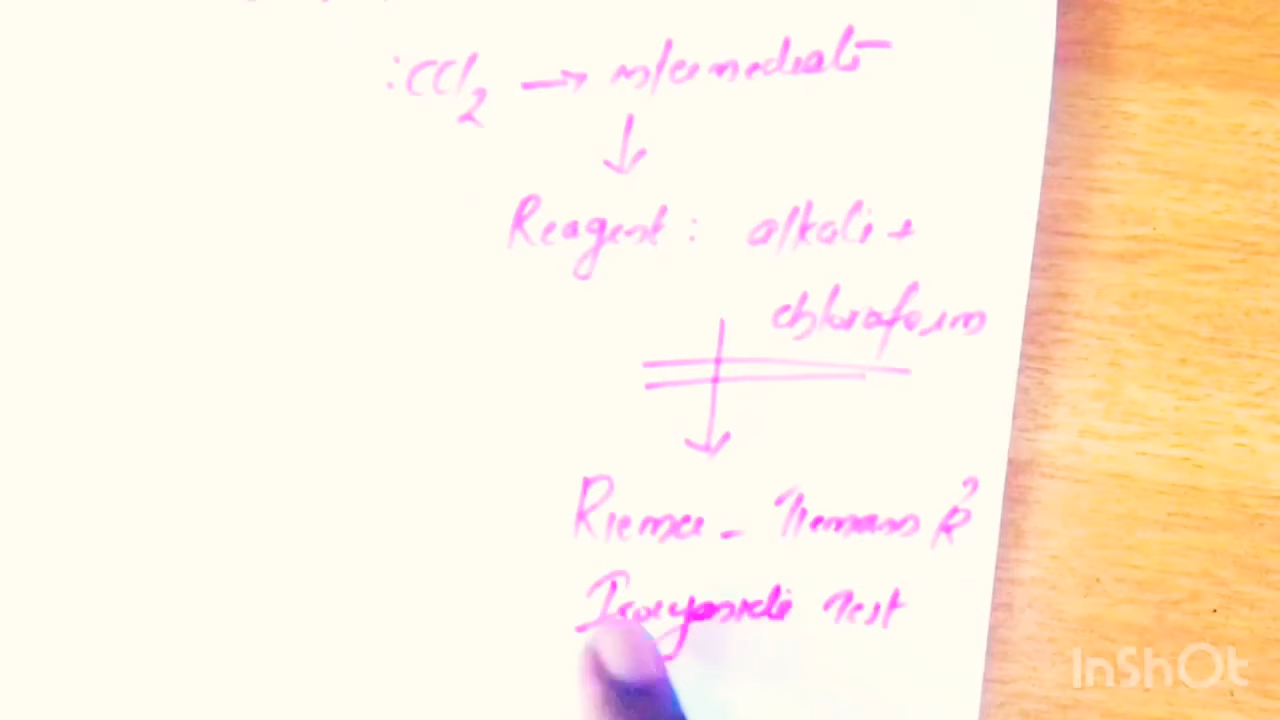 :CCl2 → intermediate
↓
Reagent : alkali +
chloroform
↓
Riemer - Tiemann R?
Isocyanide Test
InShOt